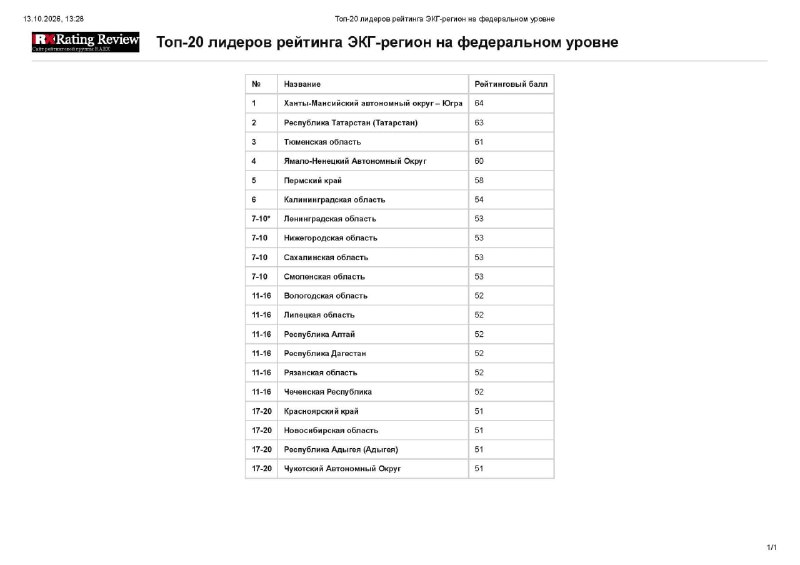 13.10.2026, 13:28 Топ-20 лидеров рейтинга ЭКГ-регион на федеральном уровне
RX Rating Review
Топ-20 лидеров рейтинга ЭКГ-регион на федеральном уровне
№ Название Рейтинговый балл
1 Ханты-Мансийский автономный округ – Югра 64
2 Республика Татарстан (Татарстан) 63
3 Тюменская область 61
4 Ямало-Ненецкий Автономный Округ 60
5 Пермский край 58
6 Калининградская область 54
7-10* Ленинградская область 53
7-10 Нижегородская область 53
7-10 Сахалинская область 53
7-10 Смоленская область 53
11-16 Вологодская область 52
11-16 Липецкая область 52
11-16 Республика Алтай 52
11-16 Республика Дагестан 52
11-16 Рязанская область 52
11-16 Чеченская Республика 52
17-20 Красноярский край 51
17-20 Новосибирская область 51
17-20 Республика Адыгея (Адыгея) 51
17-20 Чукотский Автономный Округ 51
1/1